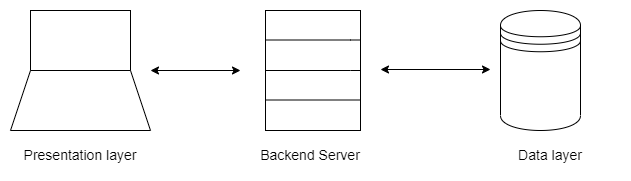 Presentation layer
Backend Server
Data layer